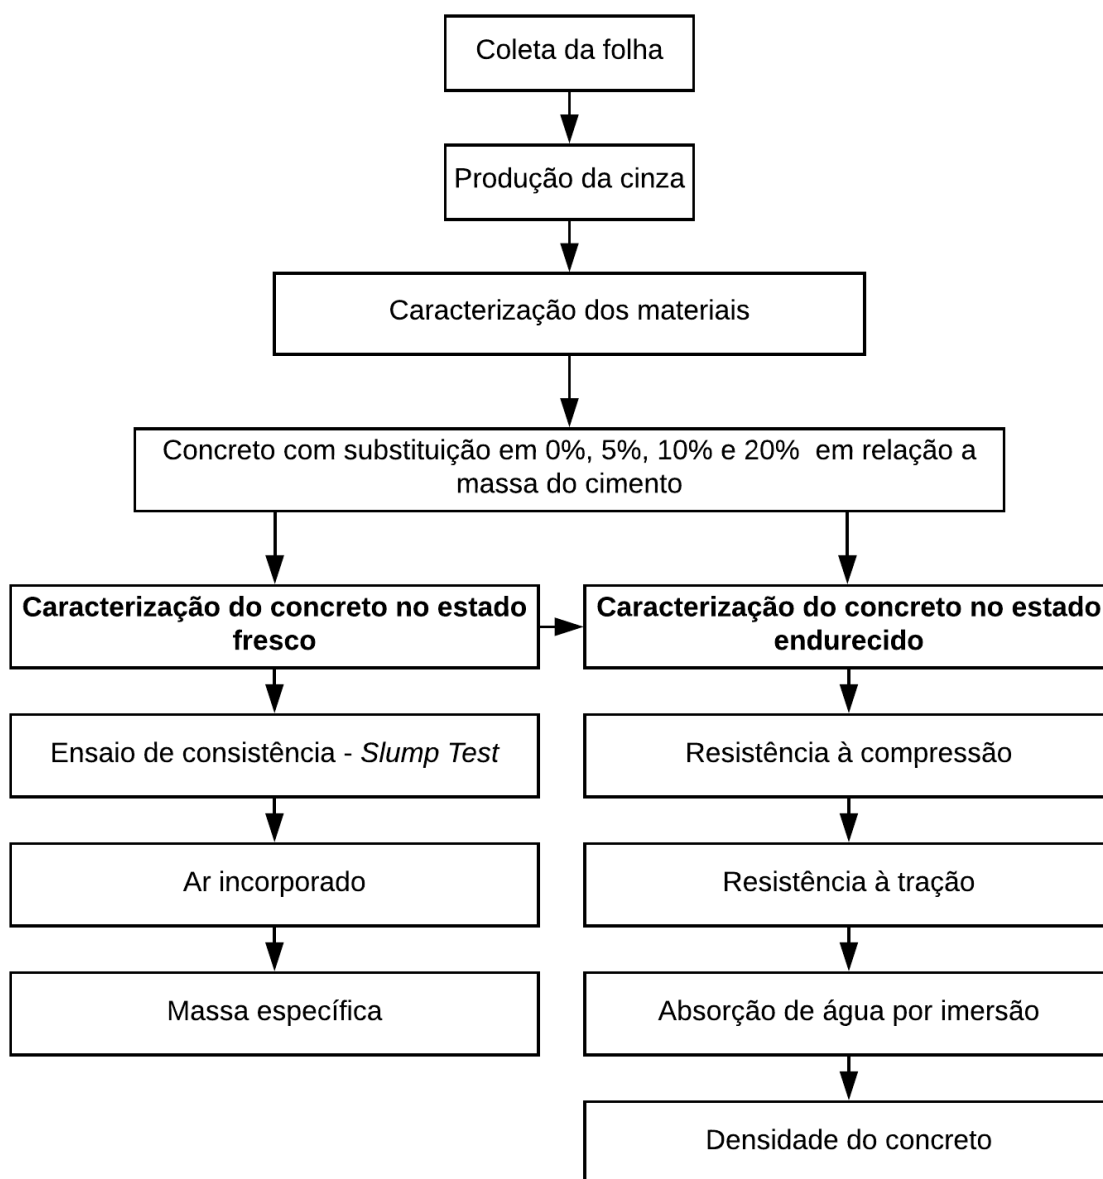 Coleta da folha
Produção da cinza
Caracterização dos materiais
Concreto com substituição em 0%, 5%, 10% e 20%  em relação a
massa do cimento
Caracterização do concreto no estado
fresco
Caracterização do concreto no estado
endurecido
Ensaio de consistência - Slump Test
Resistência à compressão
Ar incorporado
Resistência à tração
Massa específica
Absorção de água por imersão
Densidade do concreto